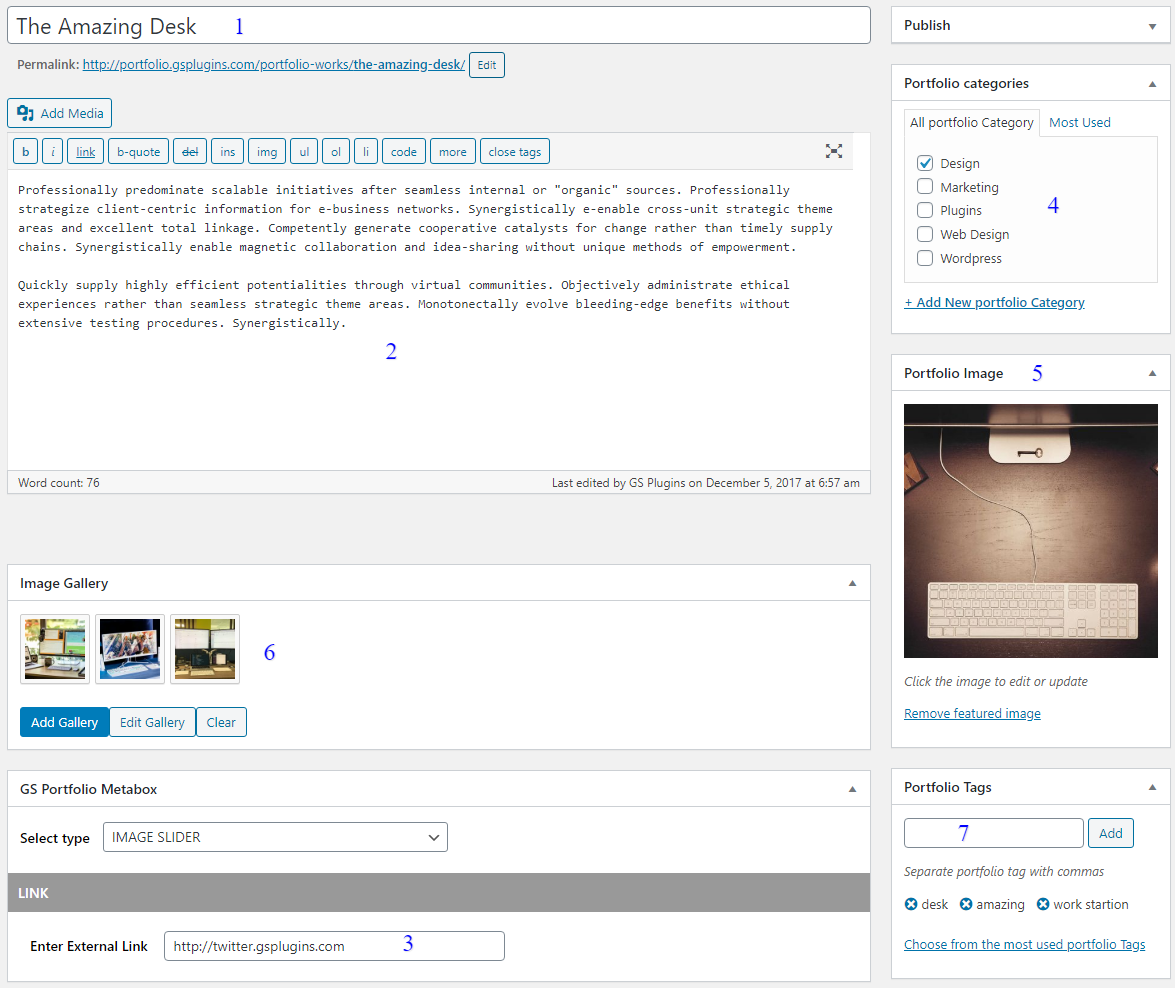 The Amazing Desk 1
Permalink: http://portfolio.gsplugins.com/portfolio-works/the-amazing-desk/ Edit
Add Media
b i link b-quote del ins img ul ol li code more close tags
Professionally predominate scalable initiatives after seamless internal or "organic" sources. Professionally
strategize client-centric information for e-business networks. Synergistically e-enable cross-unit strategic theme
areas and excellent total linkage. Competently generate cooperative catalysts for change rather than timely supply
chains. Synergistically enable magnetic collaboration and idea-sharing without unique methods of empowerment.
Quickly supply highly efficient potentialities through virtual communities. Objectively administrate ethical
experiences rather than seamless strategic theme areas. Monotonectally evolve bleeding-edge benefits without
extensive testing procedures. Synergistically.
2
Word count: 76 Last edited by GS Plugins on December 5, 2017 at 6:57 am
Image Gallery
6
Add Gallery Edit Gallery Clear
GS Portfolio Metabox
Select type IMAGE SLIDER
LINK
Enter External Link http://twitter.gsplugins.com 3
Publish
Portfolio categories
All portfolio Category Most Used
Design
Marketing
Plugins
4
Web Design
Wordpress
+ Add New portfolio Category
Portfolio Image 5
Click the image to edit or update
Remove featured image
Portfolio Tags
7 Add
Separate portfolio tag with commas
desk amazing work startion
Choose from the most used portfolio Tags